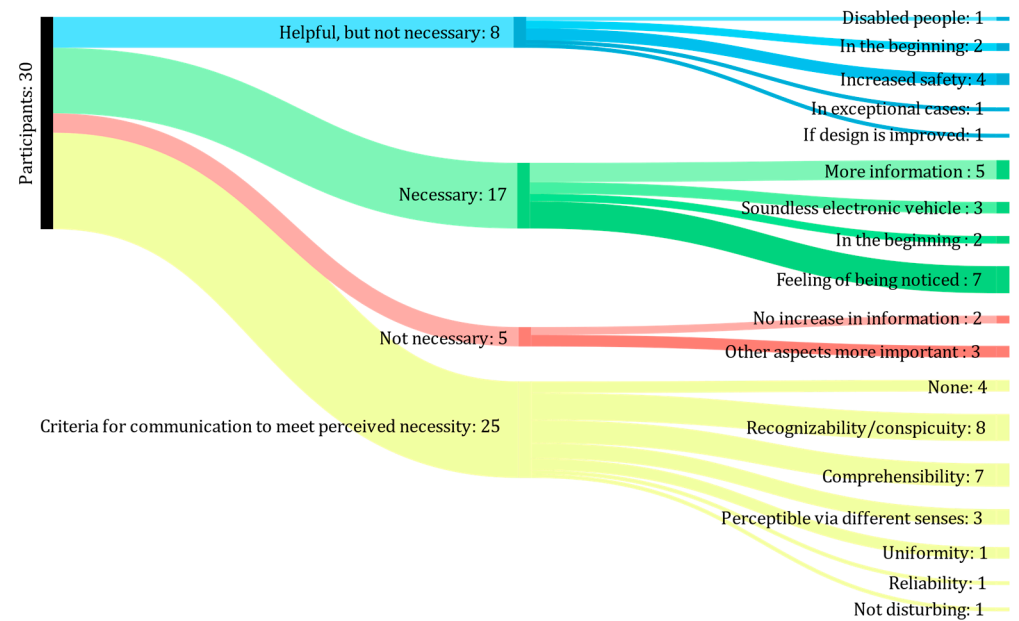 Participants: 30
Helpful, but not necessary: 8
Necessary: 17
Not necessary: 5
Criteria for communication to meet perceived necessity: 25
Disabled people: 1
In the beginning: 2
Increased safety: 4
In exceptional cases: 1
If design is improved: 1
More information : 5
Soundless electronic vehicle : 3
In the beginning : 2
Feeling of being noticed : 7
No increase in information : 2
Other aspects more important : 3
None: 4
Recognizability/conspicuity: 8
Comprehensibility: 7
Perceptible via different senses: 3
Uniformity: 1
Reliability: 1
Not disturbing: 1